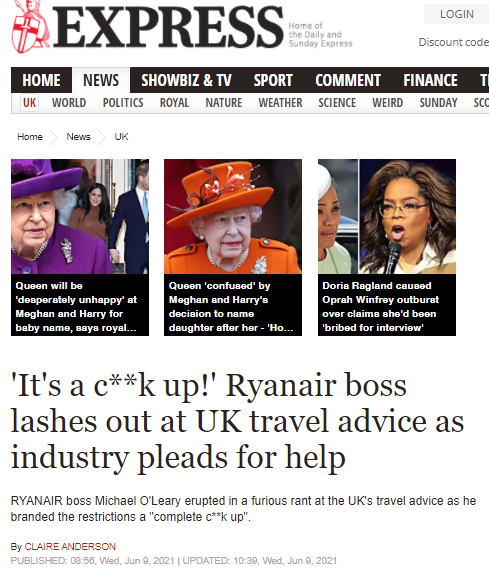 EXPRESS
Home of
the Daily and
Sunday Express
LOGIN
Discount code
HOME NEWS SHOWBIZ & TV SPORT COMMENT FINANCE
UK WORLD POLITICS ROYAL NATURE WEATHER SCIENCE WEIRD SUNDAY SCO
Home News UK
Queen will be
'desperately unhappy' at
Meghan and Harry for
baby name, says royal...
Queen 'confused' by
Meghan and Harry's
decision to name
daughter after her - 'Ho...
Doria Ragland caused
Oprah Winfrey outburst
over claims she'd been
'bribed for interview'
'It's a c**k up!' Ryanair boss
lashes out at UK travel advice as
industry pleads for help
RYANAIR boss Michael O'Leary erupted in a furious rant at the UK's travel advice as he
branded the restrictions a "complete c**k up".
By CLAIRE ANDERSON
PUBLISHED: 08:56, Wed, Jun 9, 2021 | UPDATED: 10:39, Wed, Jun 9, 2021